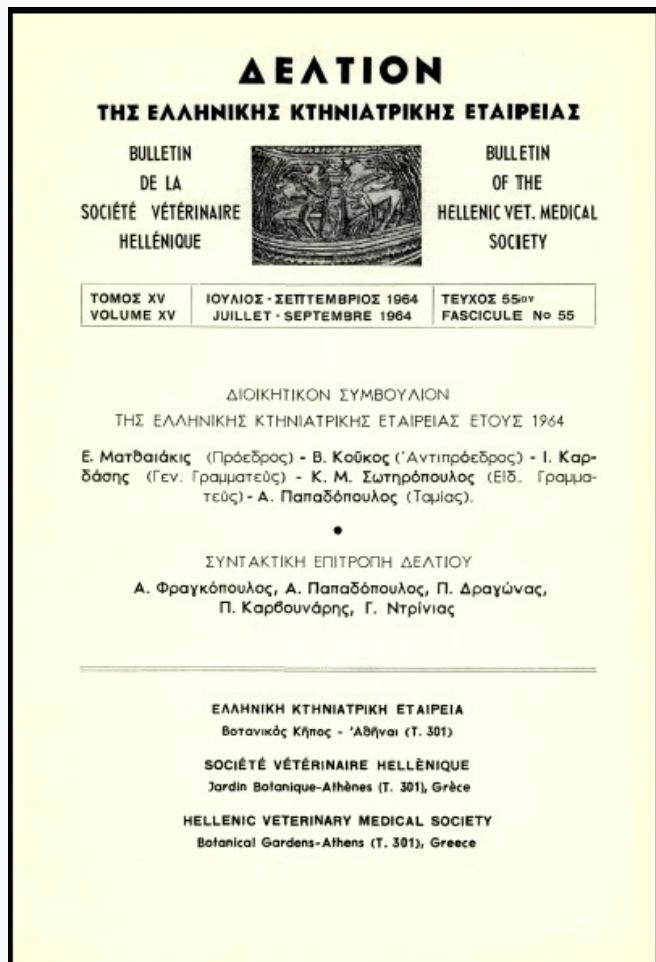 ΔΕΛΤΙΟΝ
ΤΗΣ ΕΛΛΗΝΙΚΗΣ ΚΤΗΝΙΑΤΡΙΚΗΣ ΕΤΑΙΡΕΙΑΣ
BULLETIN
DE LA
SOCIÉTÉ VÉTÉRINAIRE
HELLÉNIQUE
BULLETIN
OF THE
HELLENIC VET. MEDICAL
SOCIETY
ΤΟΜΟΣ XV
VOLUME XV
ΙΟΥΛΙΟΣ - ΣΕΠΤΕΜΒΡΙΟΣ 1964
JUILLET - SEPTEMBRE 1964
ΤΕΥΧΟΣ 55ον
FASCICULE No 55
ΔΙΟΙΚΗΤΙΚΟΝ ΣΥΜΒΟΥΛΙΟΝ
ΤΗΣ ΕΛΛΗΝΙΚΗΣ ΚΤΗΝΙΑΤΡΙΚΗΣ ΕΤΑΙΡΕΙΑΣ ΕΤΟΥΣ 1964
Ε. Ματθαιάκις (Πρόεδρος) - Β. Κοῦκος (Ἀντιπρόεδρος) - Ι. Καρ-
δάσης (Γεν. Γραμματεὺς) - Κ. Μ. Σωτηρόπουλος (Εἰδ. Γραμμα-
τεὺς) - Α. Παπαδόπουλος (Ταμίας).
●
ΣΥΝΤΑΚΤΙΚΗ ΕΠΙΤΡΟΠΗ ΔΕΛΤΙΟΥ
Α. Φραγκόπουλος, Α. Παπαδόπουλος, Π. Δραγώνας,
Π. Καρβουνάρης, Γ. Ντρίνιας
ΕΛΛΗΝΙΚΗ ΚΤΗΝΙΑΤΡΙΚΗ ΕΤΑΙΡΕΙΑ
Βοτανικὸς Κῆπος - Ἀθῆναι (Τ. 301)
SOCIÉTÉ VÉTÉRINAIRE HELLÈNIQUE
Jardin Botanique-Athènes (T. 301), Grèce
HELLENIC VETERINARY MEDICAL SOCIETY
Botanical Gardens-Athens (T. 301), Greece